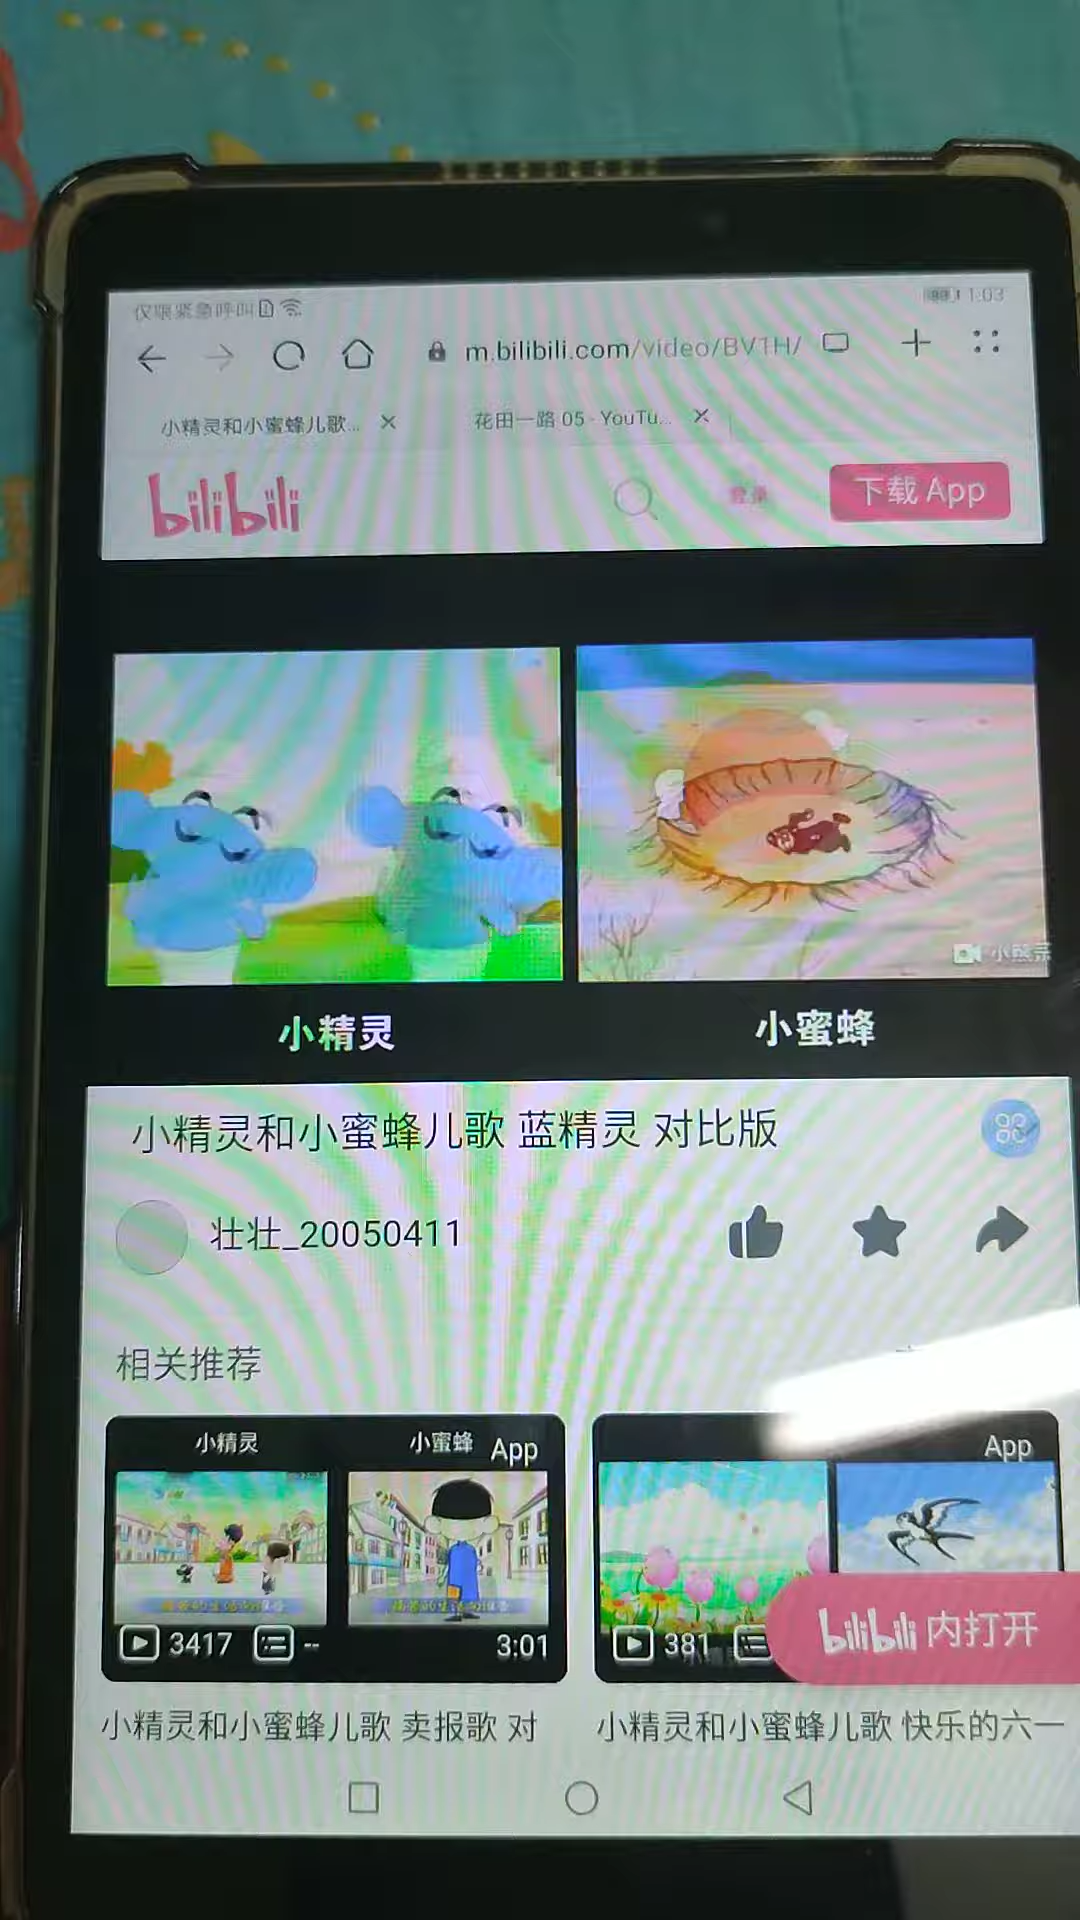 仅限紧急呼叫
1:03
m.bilibili.com/video/BV1H/
小精灵和小蜜蜂儿歌...
花田一路 05 - YouTu...
bilibili
登录
下载 App
小精灵
小蜜蜂
小精灵和小蜜蜂儿歌 蓝精灵 对比版
壮壮_20050411
相关推荐
小精灵
小蜜蜂
App
App
3417
--
3:01
381
bilibili 内打开
小精灵和小蜜蜂儿歌 卖报歌 对
小精灵和小蜜蜂儿歌 快乐的六一